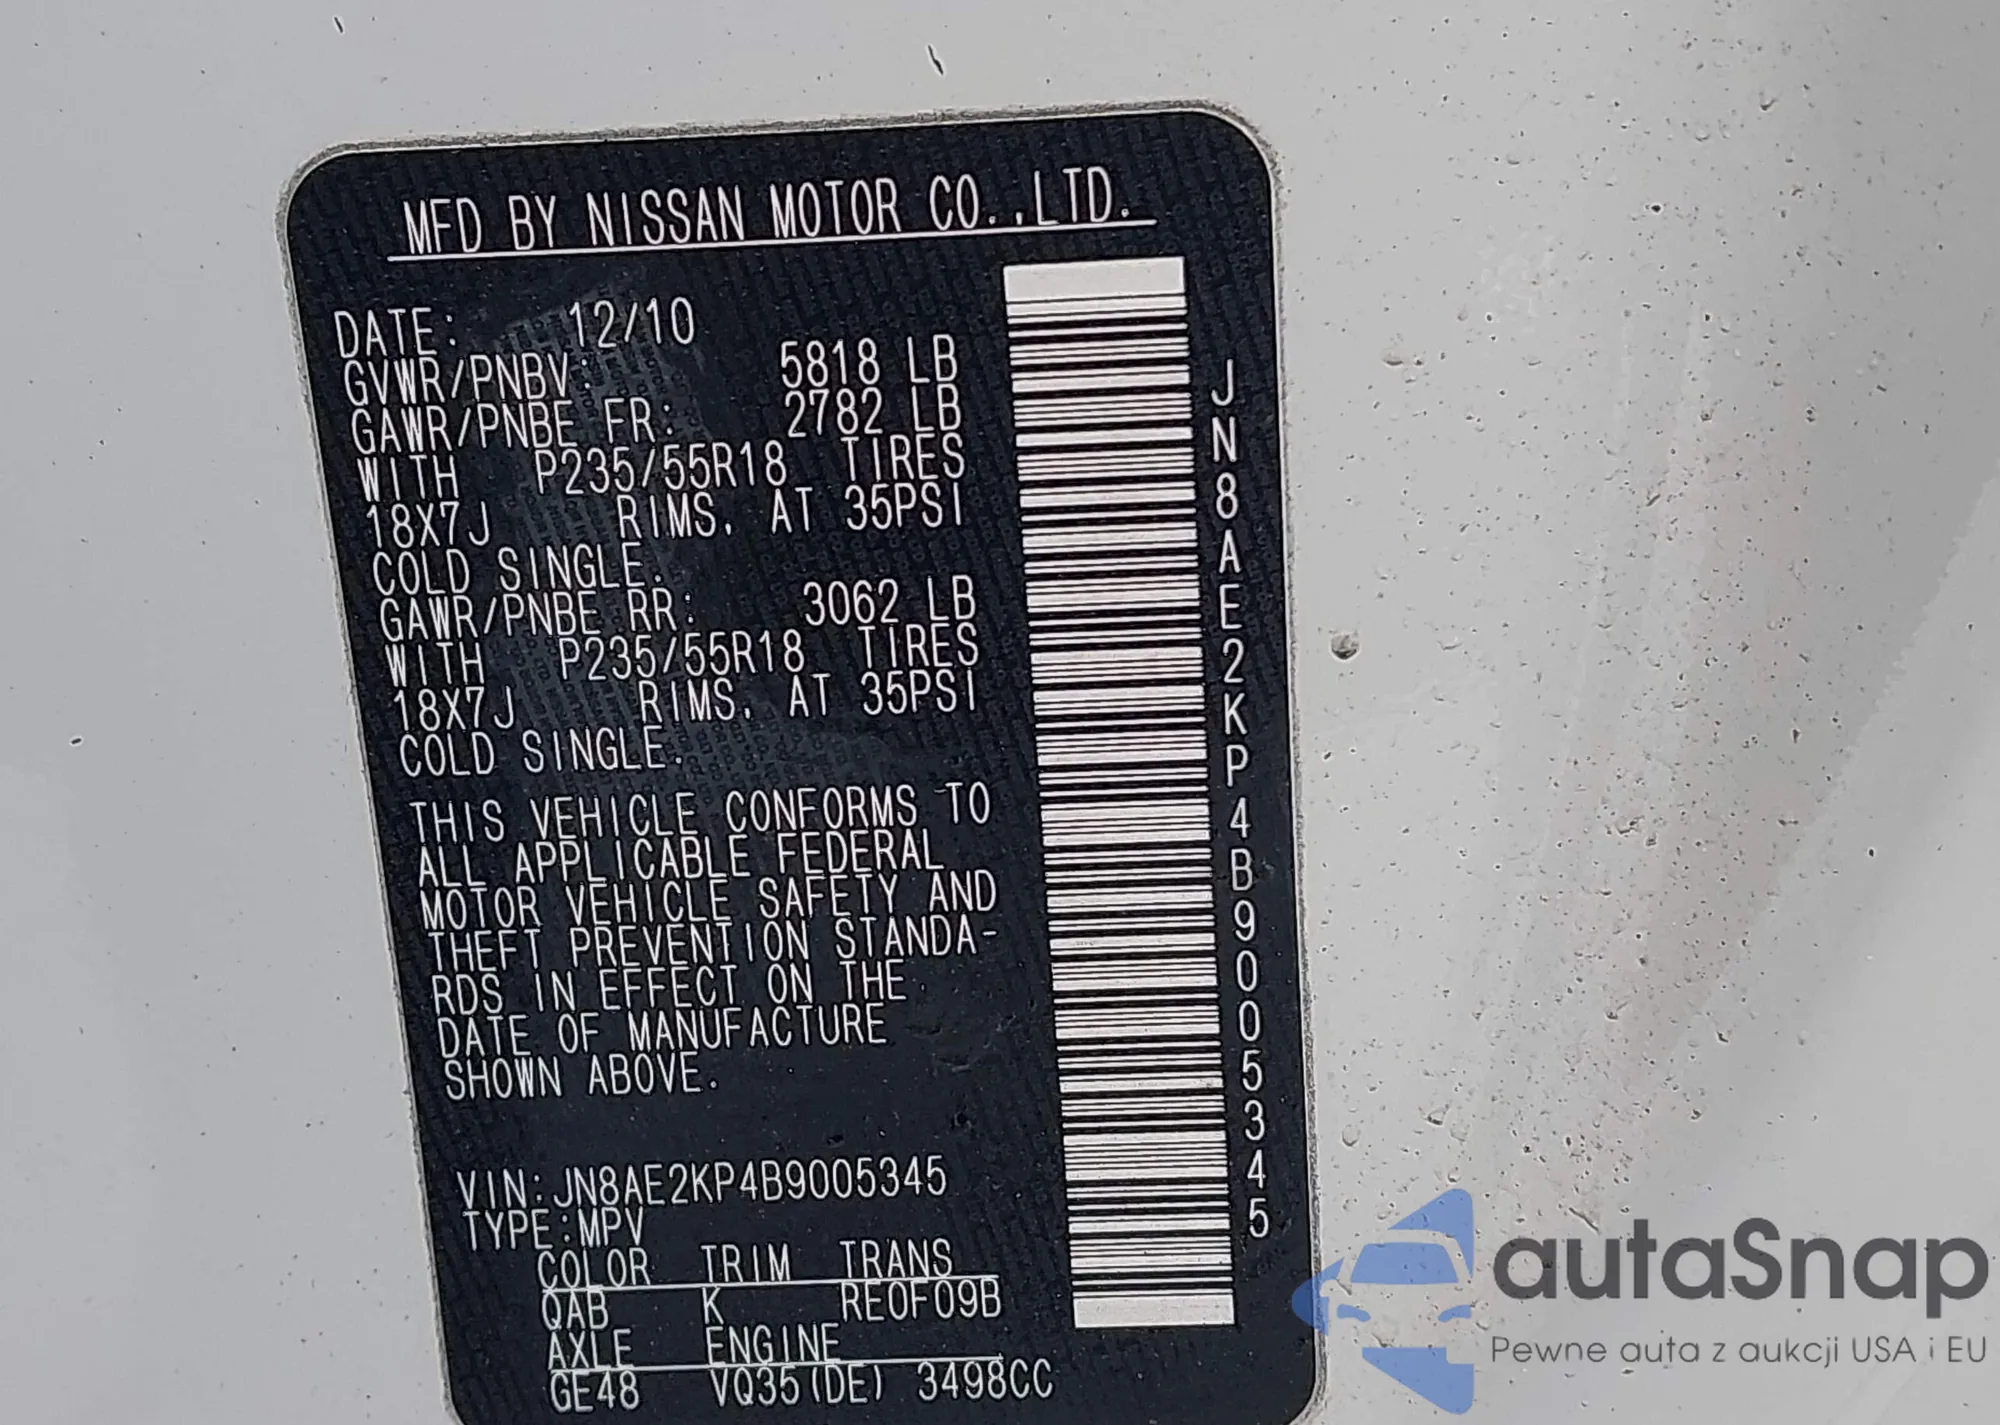 MFD BY NISSAN MOTOR CO.,LTD.
DATE: 12/10
GVWR/PNBV: 5818 LB
GAWR/PNBE FR: 2782 LB
WITH P235/55R18 TIRES
18X7J RIMS, AT 35PSI
COLD SINGLE.
GAWR/PNBE RR: 3062 LB
WITH P235/55R18 TIRES
18X7J RIMS, AT 35PSI
COLD SINGLE.
THIS VEHICLE CONFORMS TO
ALL APPLICABLE FEDERAL
MOTOR VEHICLE SAFETY AND
THEFT PREVENTION STANDA-
RDS IN EFFECT ON THE
DATE OF MANUFACTURE
SHOWN ABOVE.
VIN:JN8AE2KP4B9005345
TYPE:MPV
COLOR TRIM TRANS
QAB K RE0F09B
AXLE ENGINE
GE48 VQ35(DE) 3498CC
JN8AE2KP4B9005345
autaSnap
Pewne auta z aukcji USA i EU